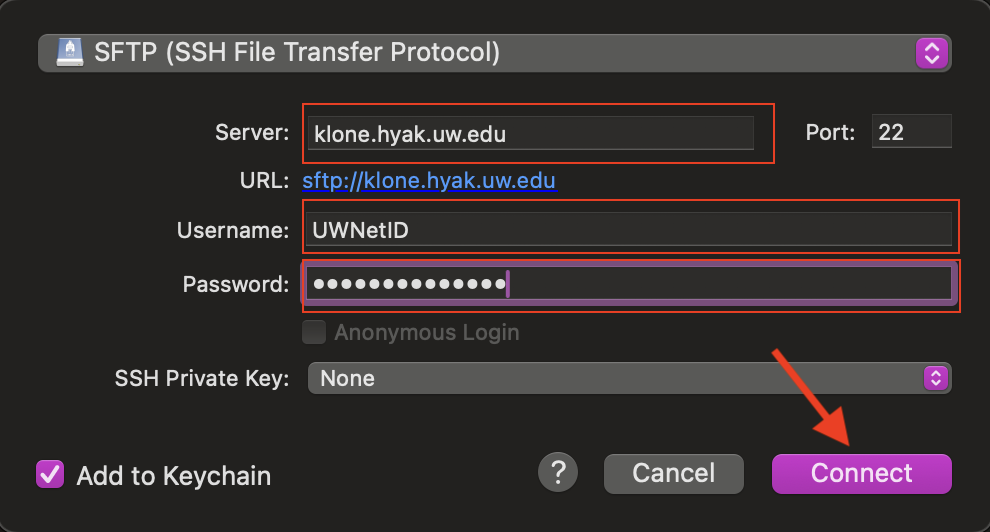 SFTP (SSH File Transfer Protocol)
Server: klone.hyak.uw.edu Port: 22
URL: sftp://klone.hyak.uw.edu
Username: UWNetID
Password: ••••••••••••••
Anonymous Login
SSH Private Key: None
Add to Keychain ? Cancel Connect